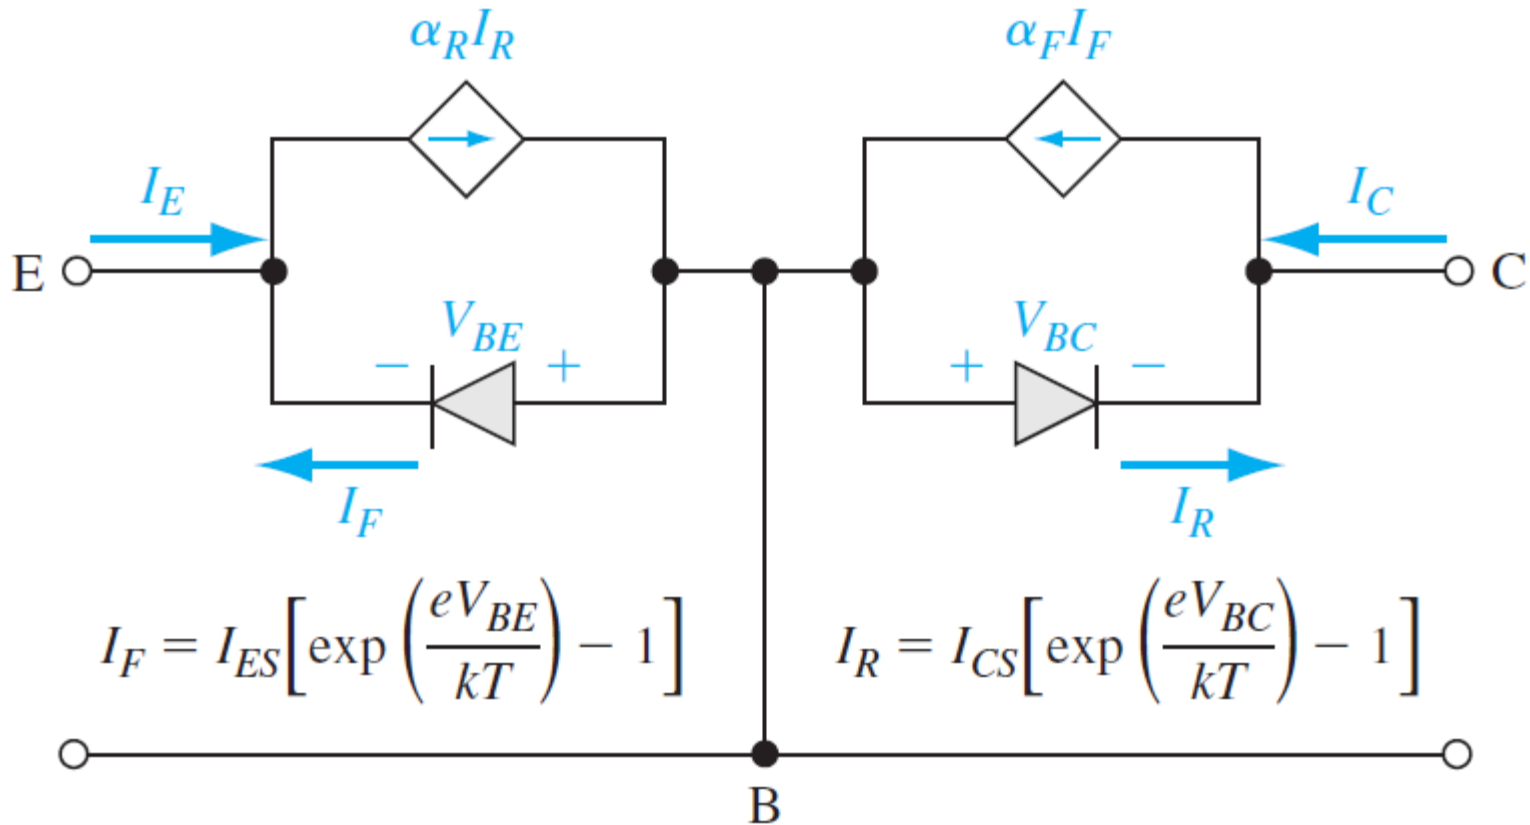 α_R I_R α_F I_F
I_E I_C
E C
V_BE V_BC
− + + −
I_F I_R
I_F = I_ES[exp(eV_BE/kT) − 1] I_R = I_CS[exp(eV_BC/kT) − 1]
B